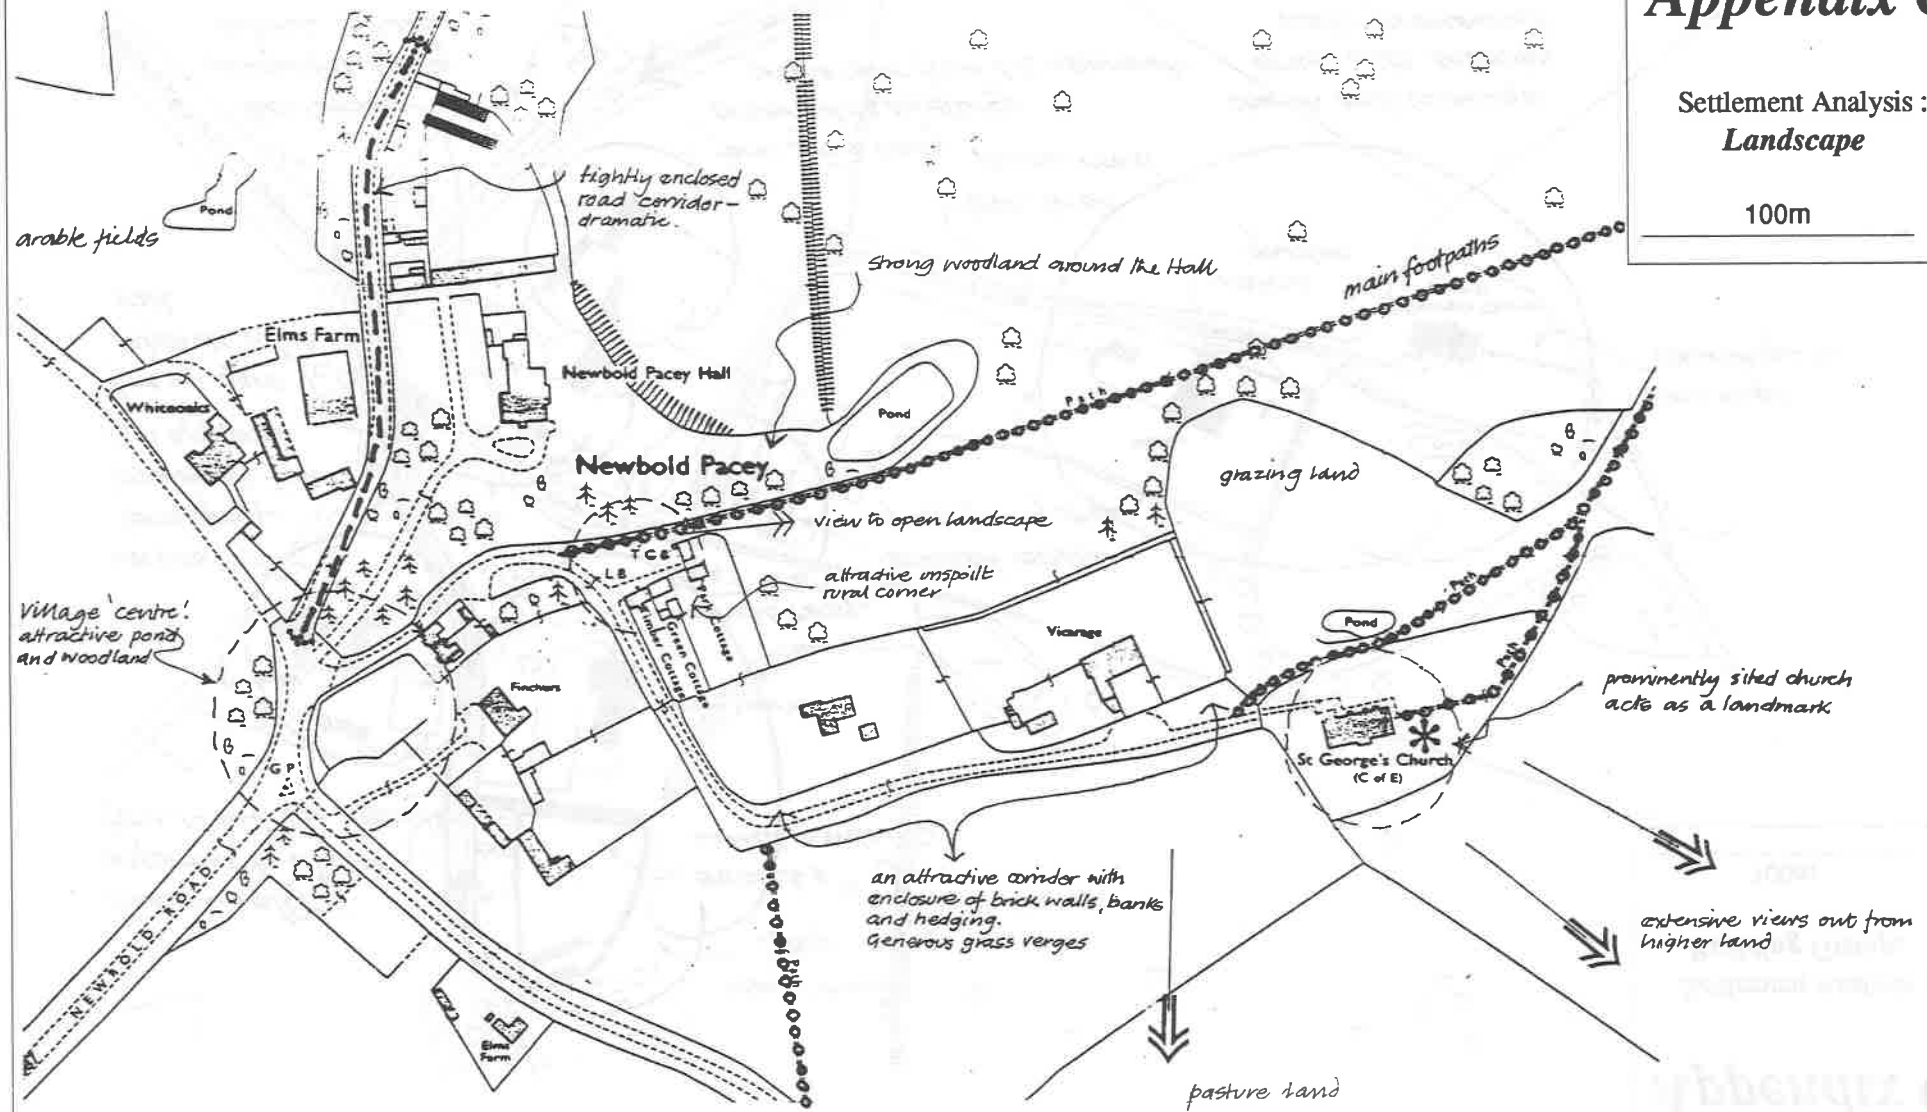 Appendix
Settlement Analysis :
Landscape
100m
Pond
arable fields
tightly enclosed
road corridor -
dramatic.
strong woodland around the Hall
main footpaths
Elms Farm
Newbold Pacey Hall
Whiteoaks
Pond
Path
Newbold Pacey
grazing land
view to open landscape
TCB
LB
attractive unspoilt
rural corner
Park Cottage
Green Cottage
Timber Cottage
Village 'centre'.
attractive pond
and woodland
Finchers
Vicarage
Pond
Path
Path
prominently sited church
acts as a landmark
St George's Church
(C of E)
GP
an attractive corridor with
enclosure of brick walls, banks
and hedging.
Generous grass verges
extensive views out from
higher land
NEWBOLD ROAD
Path
Elms
Farm
pasture land